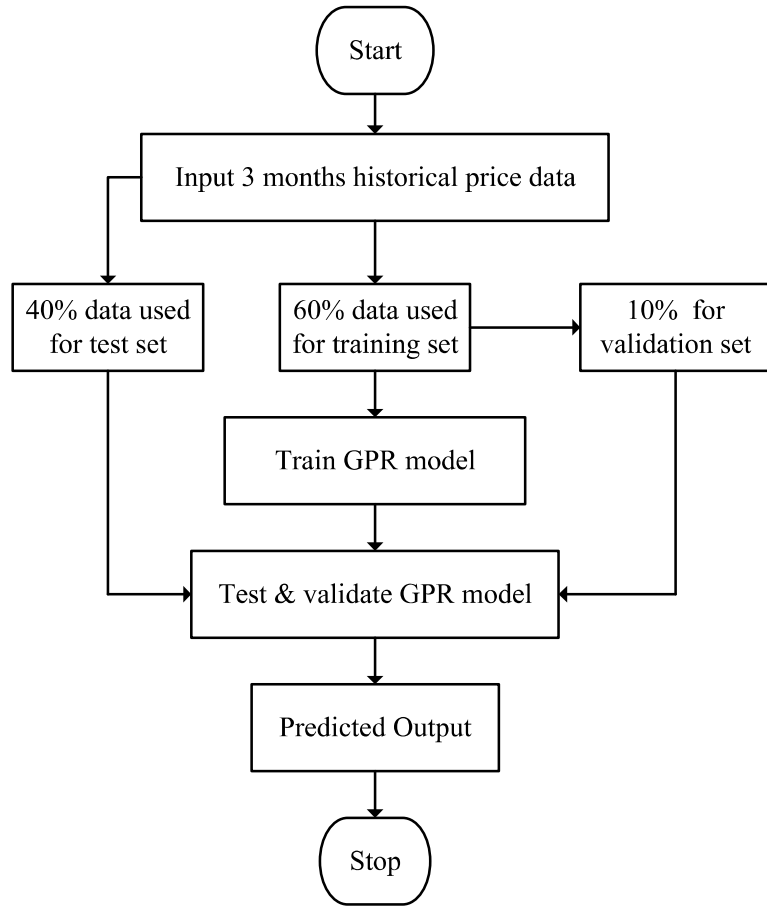 Start
Input 3 months historical price data
40% data used
for test set
60% data used
for training set
10% for
validation set
Train GPR model
Test & validate GPR model
Predicted Output
Stop